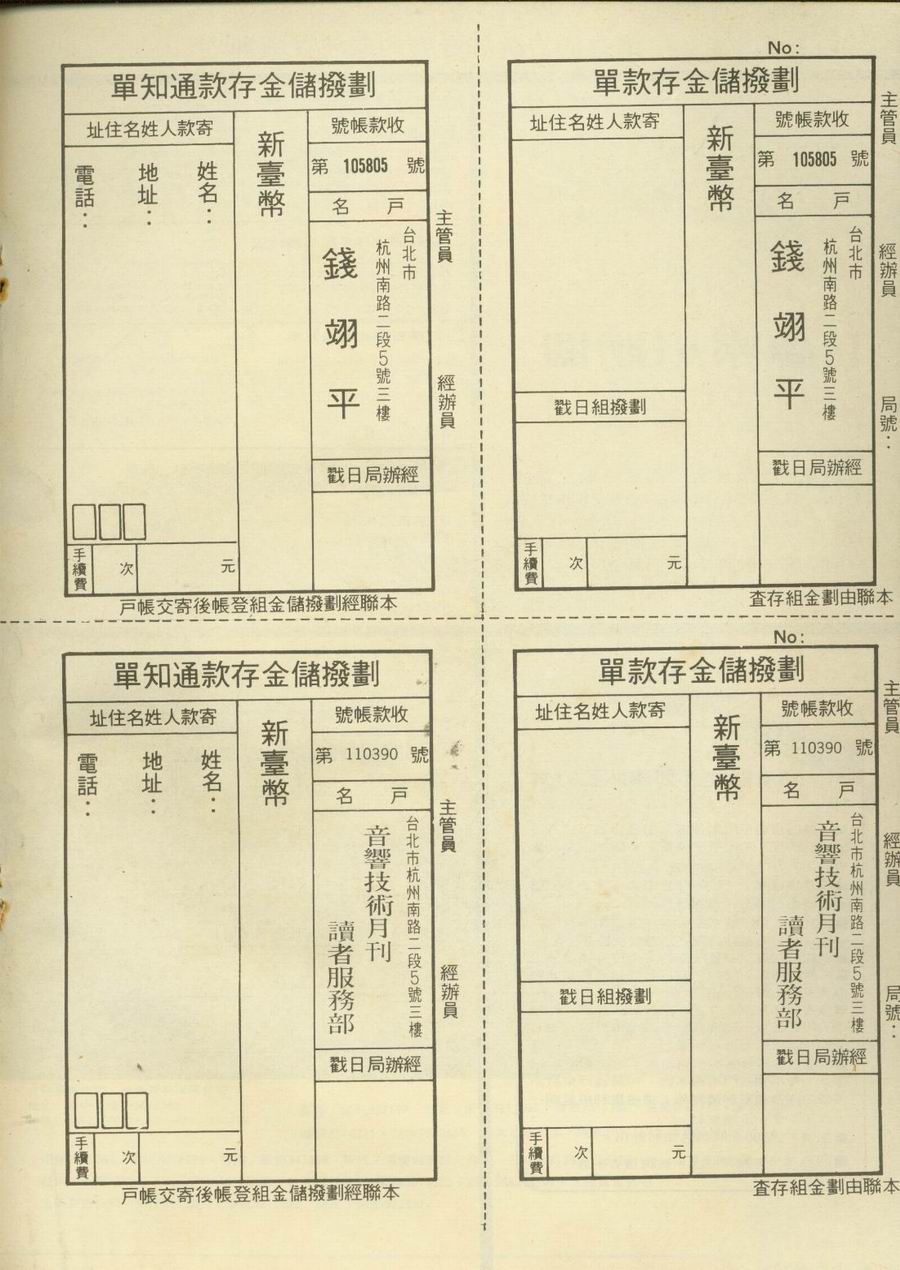 劃撥儲金存款通知單
收款帳號
第 105805 號
戶名
台北市
杭州南路二段5號三樓
錢翊平
經辦局日戳
新臺幣
寄款人姓名住址
姓名：
地址：
電話：
手續費
次
元
主管員
經辦員
本聯經劃撥儲金組登帳後寄交帳戶
No:
劃撥儲金存款單
收款帳號
第 105805 號
戶名
台北市
杭州南路二段5號三樓
錢翊平
經辦局日戳
新臺幣
寄款人姓名住址
劃撥組日戳
手續費
次
元
主管員
經辦員
局號：
本聯由劃金組存查
劃撥儲金存款通知單
收款帳號
第 110390 號
戶名
台北市杭州南路二段5號三樓
音響技術月刊
讀者服務部
經辦局日戳
新臺幣
寄款人姓名住址
姓名：
地址：
電話：
手續費
次
元
主管員
經辦員
本聯經劃撥儲金組登帳後寄交帳戶
No:
劃撥儲金存款單
收款帳號
第 110390 號
戶名
台北市杭州南路二段5號三樓
音響技術月刊
讀者服務部
經辦局日戳
新臺幣
寄款人姓名住址
劃撥組日戳
手續費
次
元
主管員
經辦員
局號：
本聯由劃金組存查